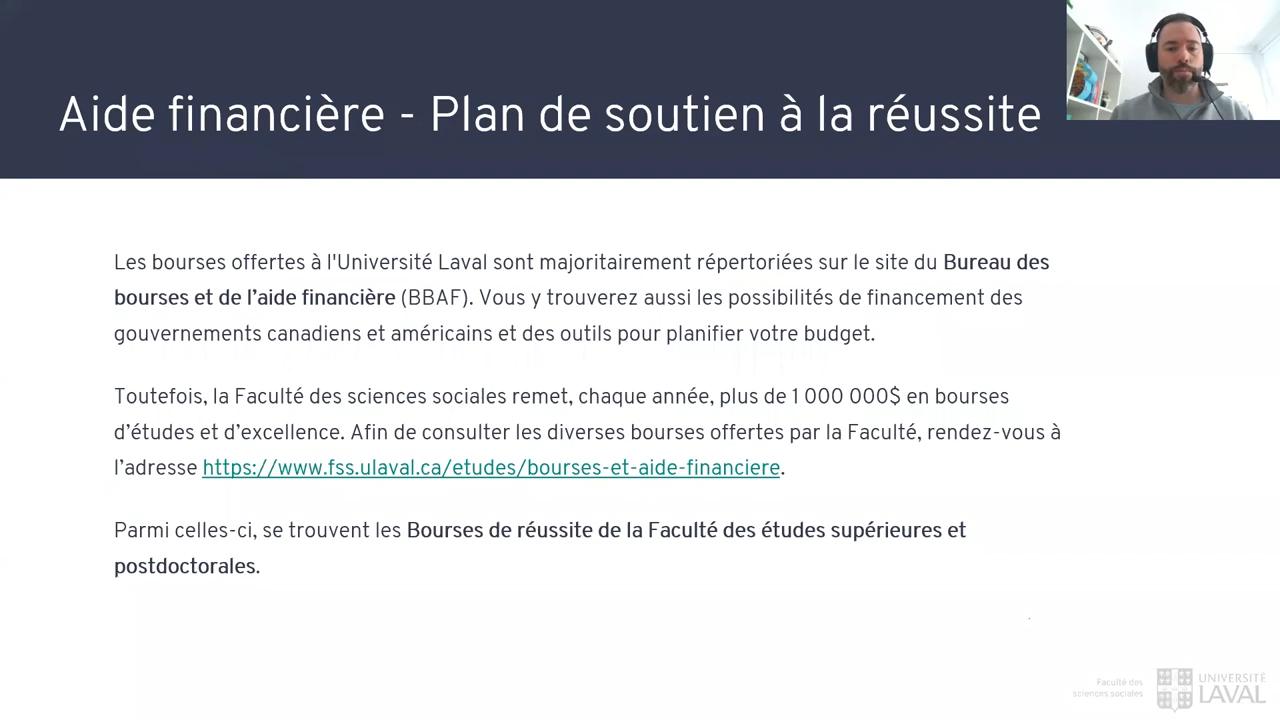 Aide financière - Plan de soutien à la réussite
Les bourses offertes à l'Université Laval sont majoritairement répertoriées sur le site du Bureau des
bourses et de l’aide financière (BBAF). Vous y trouverez aussi les possibilités de financement des
gouvernements canadiens et américains et des outils pour planifier votre budget.
Toutefois, la Faculté des sciences sociales remet, chaque année, plus de 1 000 000$ en bourses
d’études et d’excellence. Afin de consulter les diverses bourses offertes par la Faculté, rendez-vous à
l’adresse https://www.fss.ulaval.ca/etudes/bourses-et-aide-financiere.
Parmi celles-ci, se trouvent les Bourses de réussite de la Faculté des études supérieures et
postdoctorales.
Faculté des
sciences sociales
UNIVERSITÉ
LAVAL